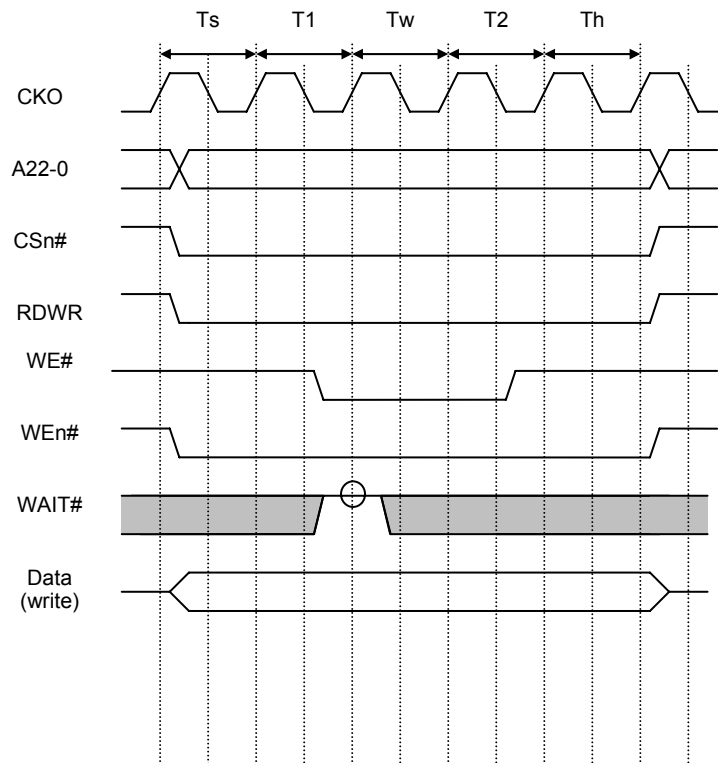 Ts T1 Tw T2 Th
CKO
A22-0
CSn#
RDWR
WE#
WEn#
WAIT#
Data
(write)